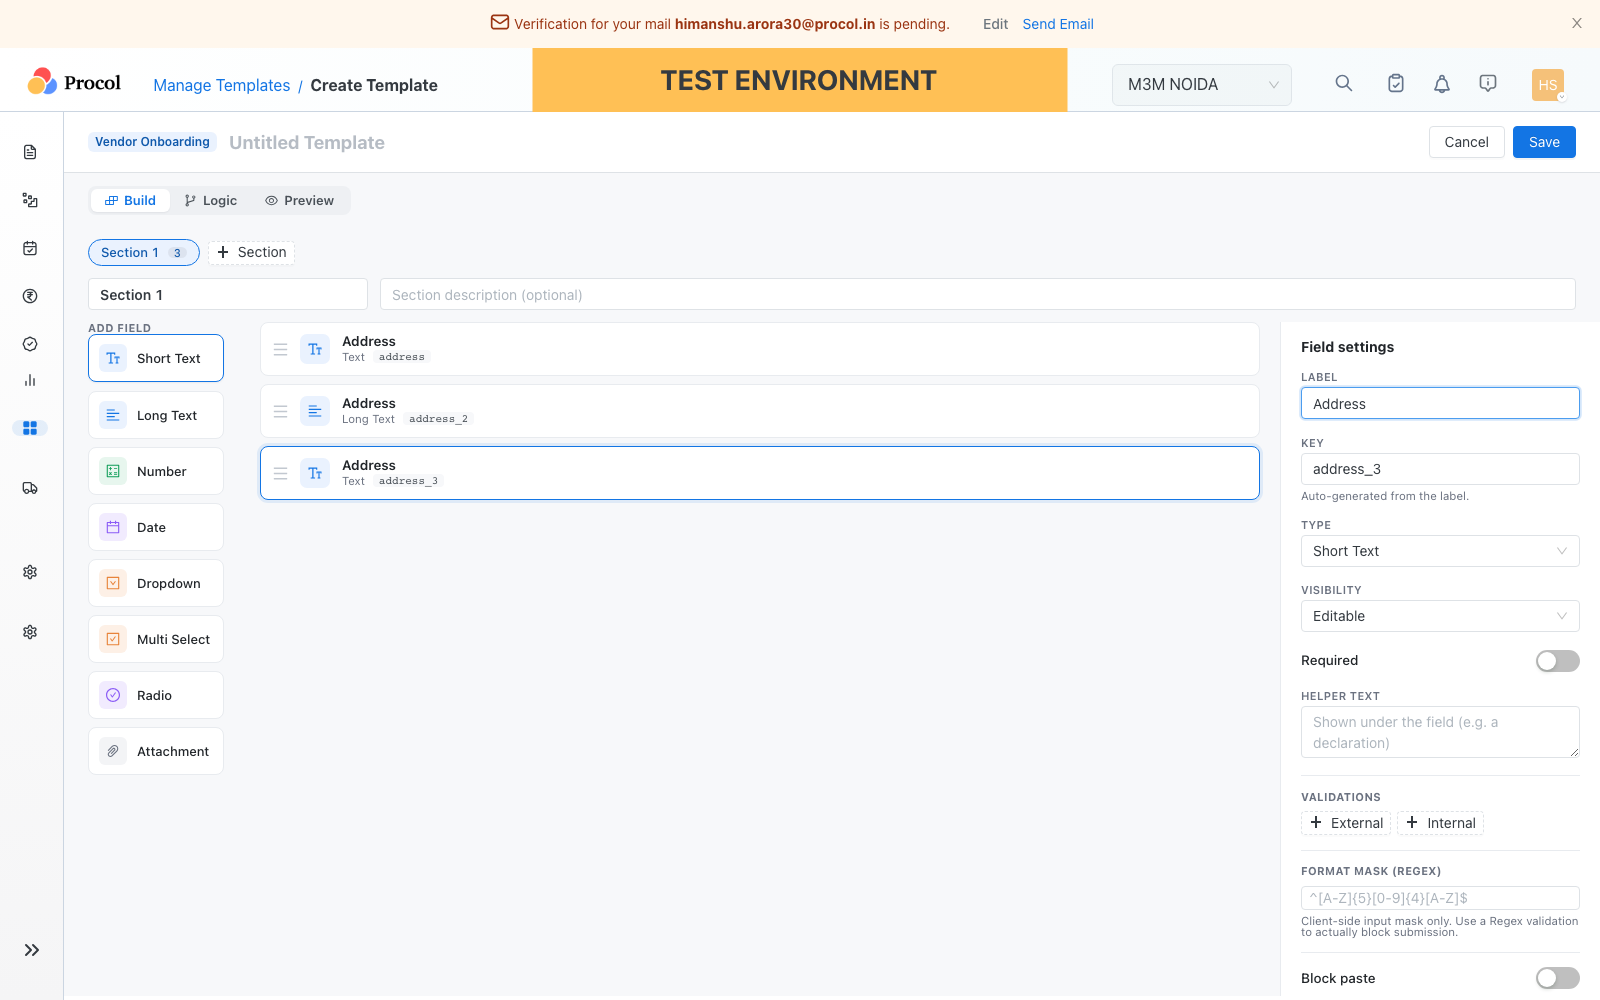 Verification for your mail himanshu.arora30@procol.in is pending. Edit Send Email
Procol
Manage Templates / Create Template
TEST ENVIRONMENT
M3M NOIDA
HS
Vendor Onboarding
Untitled Template
Cancel
Save
Build
Logic
Preview
Section 1 3
+ Section
Section 1
Section description (optional)
ADD FIELD
Short Text
Long Text
Number
Date
Dropdown
Multi Select
Radio
Attachment
Address
Text address
Address
Long Text address_2
Address
Text address_3
Field settings
LABEL
Address
KEY
address_3
Auto-generated from the label.
TYPE
Short Text
VISIBILITY
Editable
Required
HELPER TEXT
Shown under the field (e.g. a
declaration)
VALIDATIONS
+ External
+ Internal
FORMAT MASK (REGEX)
^[A-Z]{5}[0-9]{4}[A-Z]$
Client-side input mask only. Use a Regex validation
to actually block submission.
Block paste